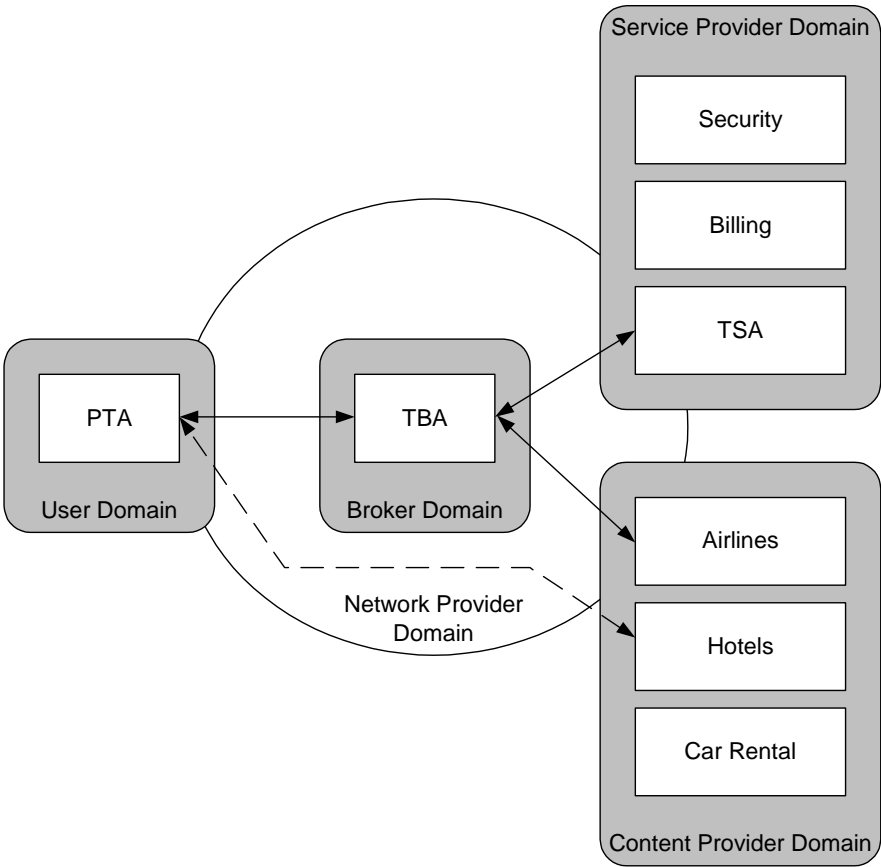 Service Provider Domain
Security
Billing
TSA
PTA
User Domain
TBA
Broker Domain
Network Provider
Domain
Airlines
Hotels
Car Rental
Content Provider Domain